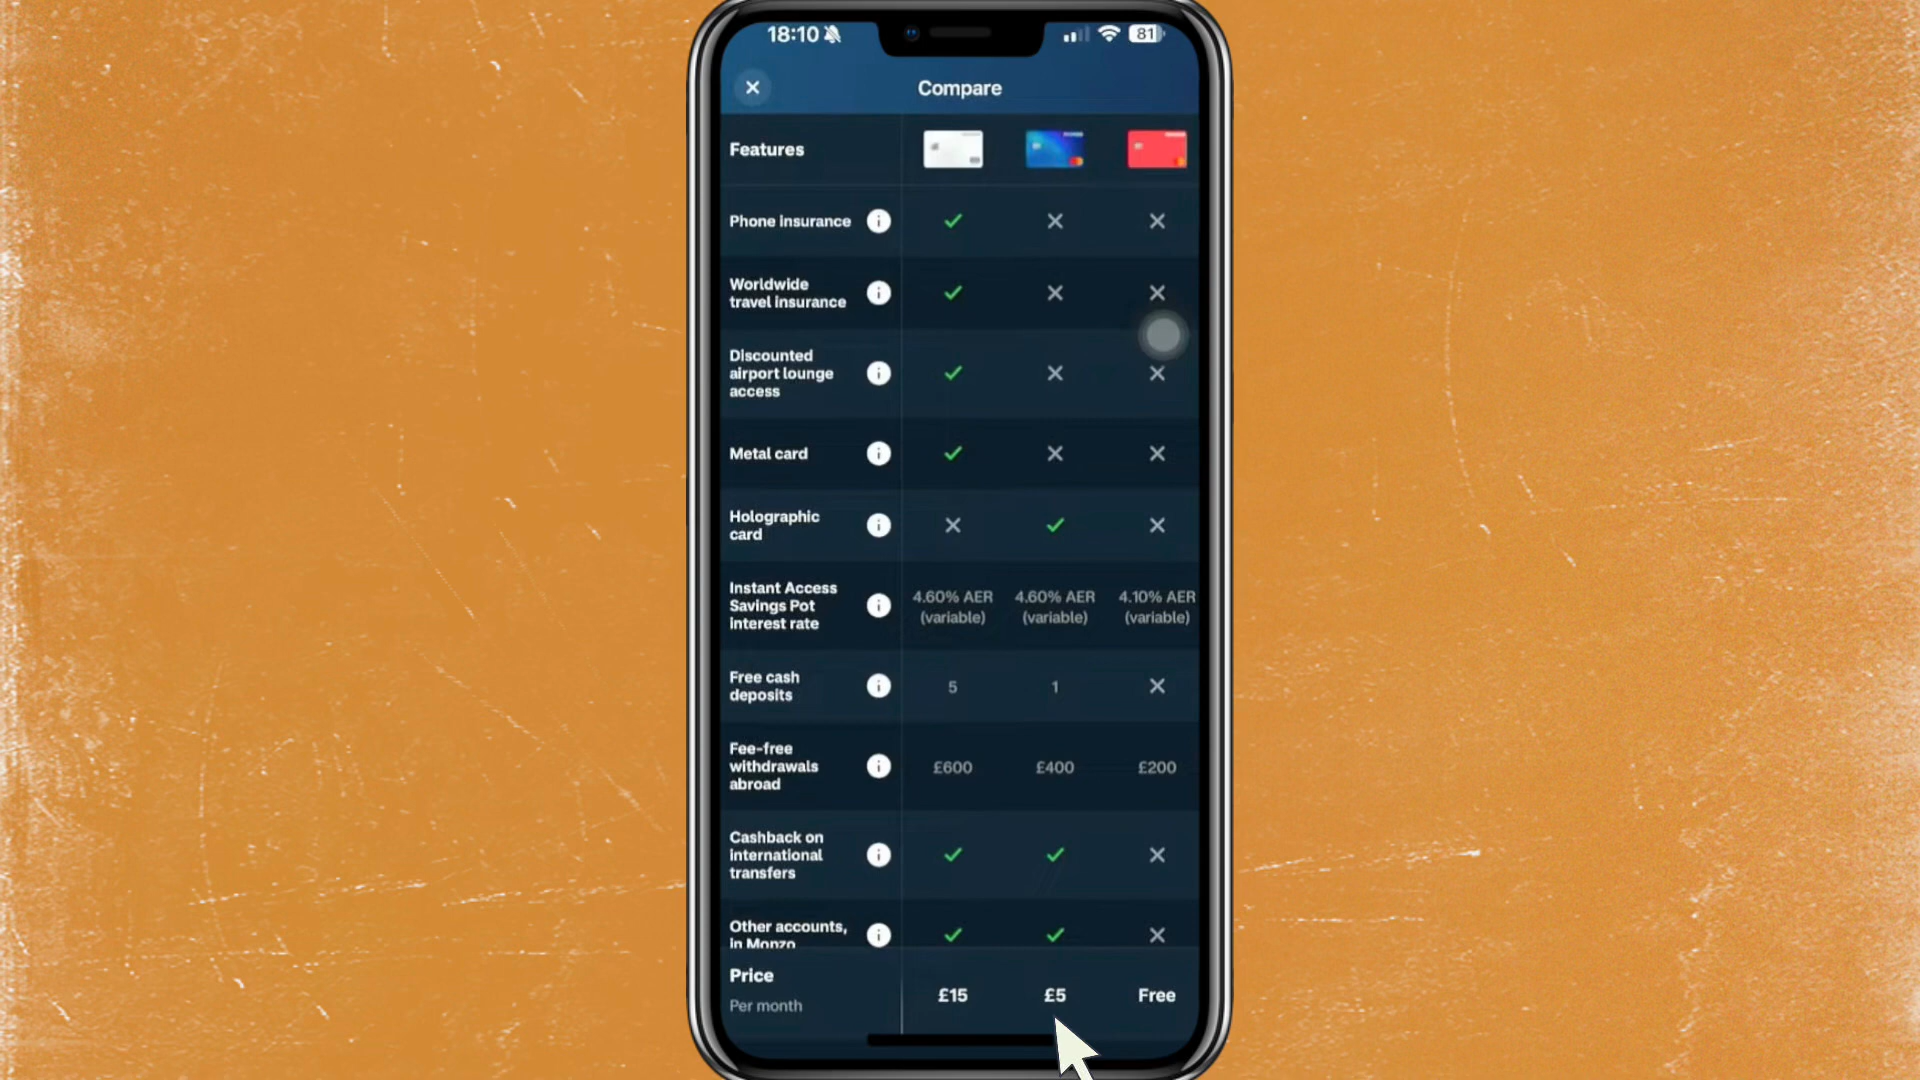 18:10
81
Compare
Features
Phone insurance
Worldwide
travel insurance
Discounted
airport lounge
access
Metal card
Holographic
card
Instant Access
Savings Pot
interest rate
4.60% AER
(variable)
4.60% AER
(variable)
4.10% AER
(variable)
Free cash
deposits
5
1
Fee-free
withdrawals
abroad
£600
£400
£200
Cashback on
international
transfers
Other accounts,
in Monzo
Price
Per month
£15
£5
Free